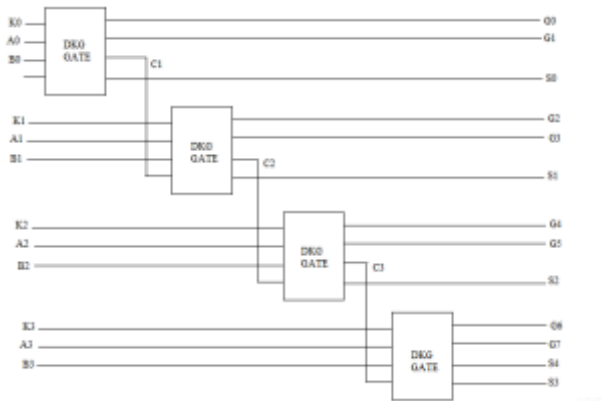 K0 G0
A0 DKG G1
B0 GATE
C1
S0
K1 G2
A1 DKG G3
B1 GATE C2
S1
K2 G4
A2 DKG G5
B2 GATE C3
S2
K3 G6
A3 DKG G7
B3 GATE S4
S3